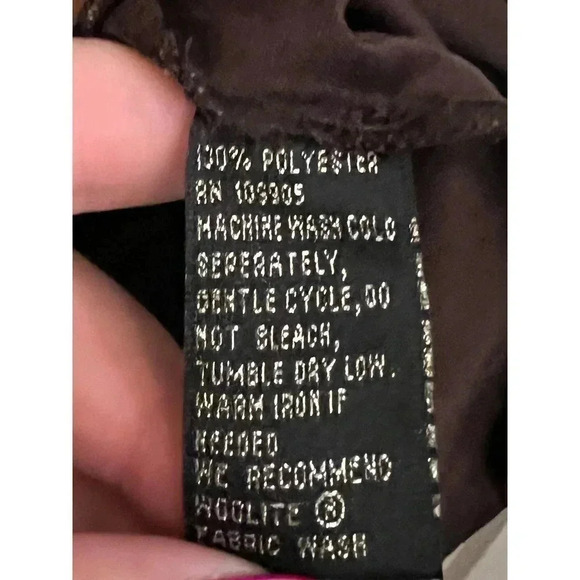 100% POLYESTER
RN 109905
MACHINE WASH COLD
SEPERATELY,
GENTLE CYCLE, DO
NOT BLEACH,
TUMBLE DRY LOW.
WARM IRON IF
NEEDED
WE RECOMMEND
WOOLITE ®
FABRIC WASH